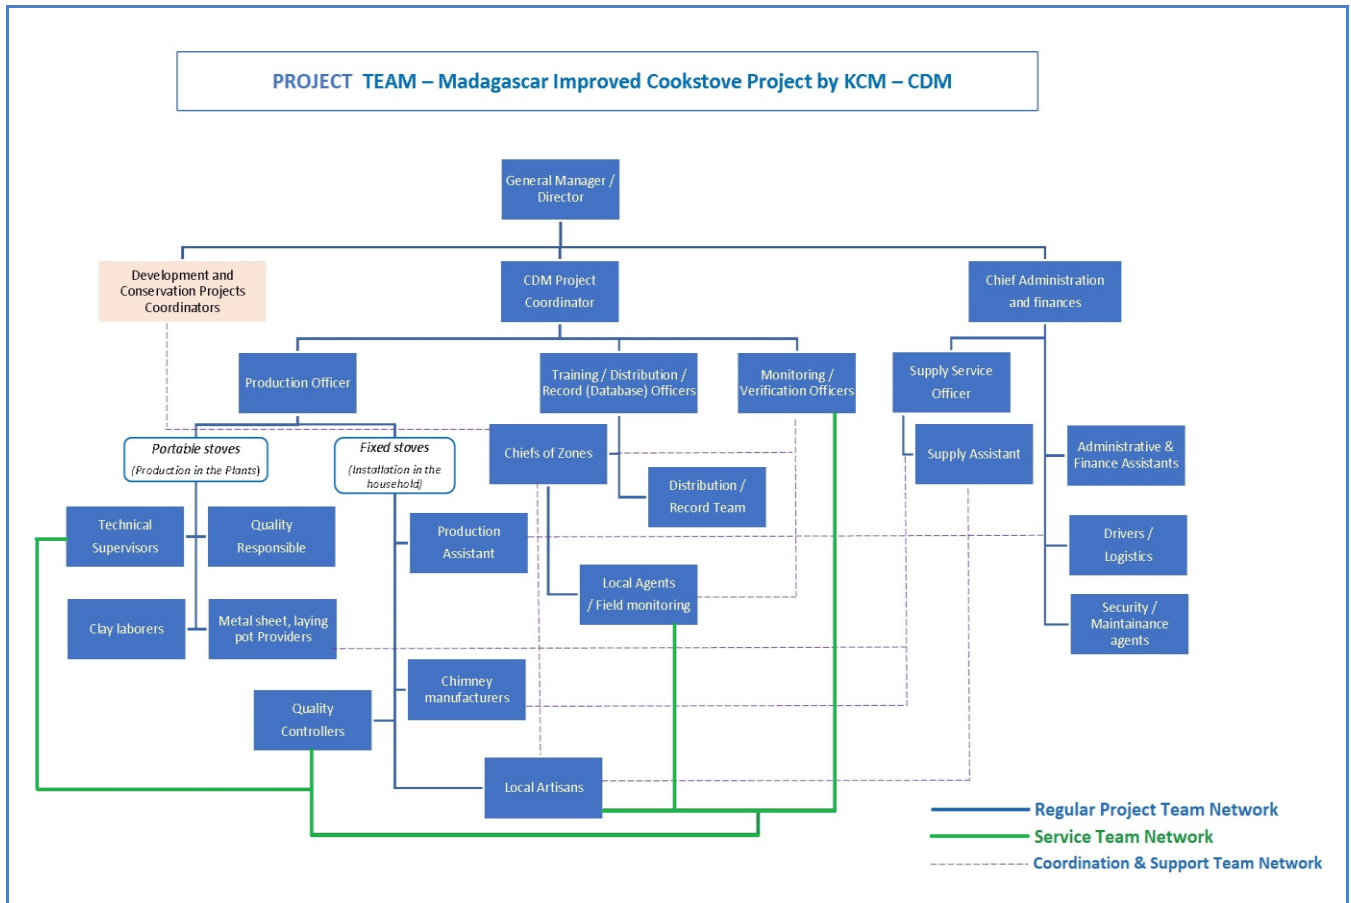 PROJECT TEAM – Madagascar Improved Cookstove Project by KCM – CDM
General Manager /
Director
Development and
Conservation Projects
Coordinators
CDM Project
Coordinator
Chief Administration
and finances
Production Officer
Training / Distribution /
Record (Database) Officers
Monitoring /
Verification Officers
Supply Service
Officer
Portable stoves
(Production in the Plants)
Fixed stoves
(Installation in the
household)
Chiefs of Zones
Supply Assistant
Administrative &
Finance Assistants
Distribution /
Record Team
Technical
Supervisors
Quality
Responsible
Production
Assistant
Drivers /
Logistics
Local Agents
/ Field monitoring
Clay laborers
Metal sheet, laying
pot Providers
Security /
Maintainance
agents
Chimney
manufacturers
Quality
Controllers
Local Artisans
Regular Project Team Network
Service Team Network
Coordination & Support Team Network